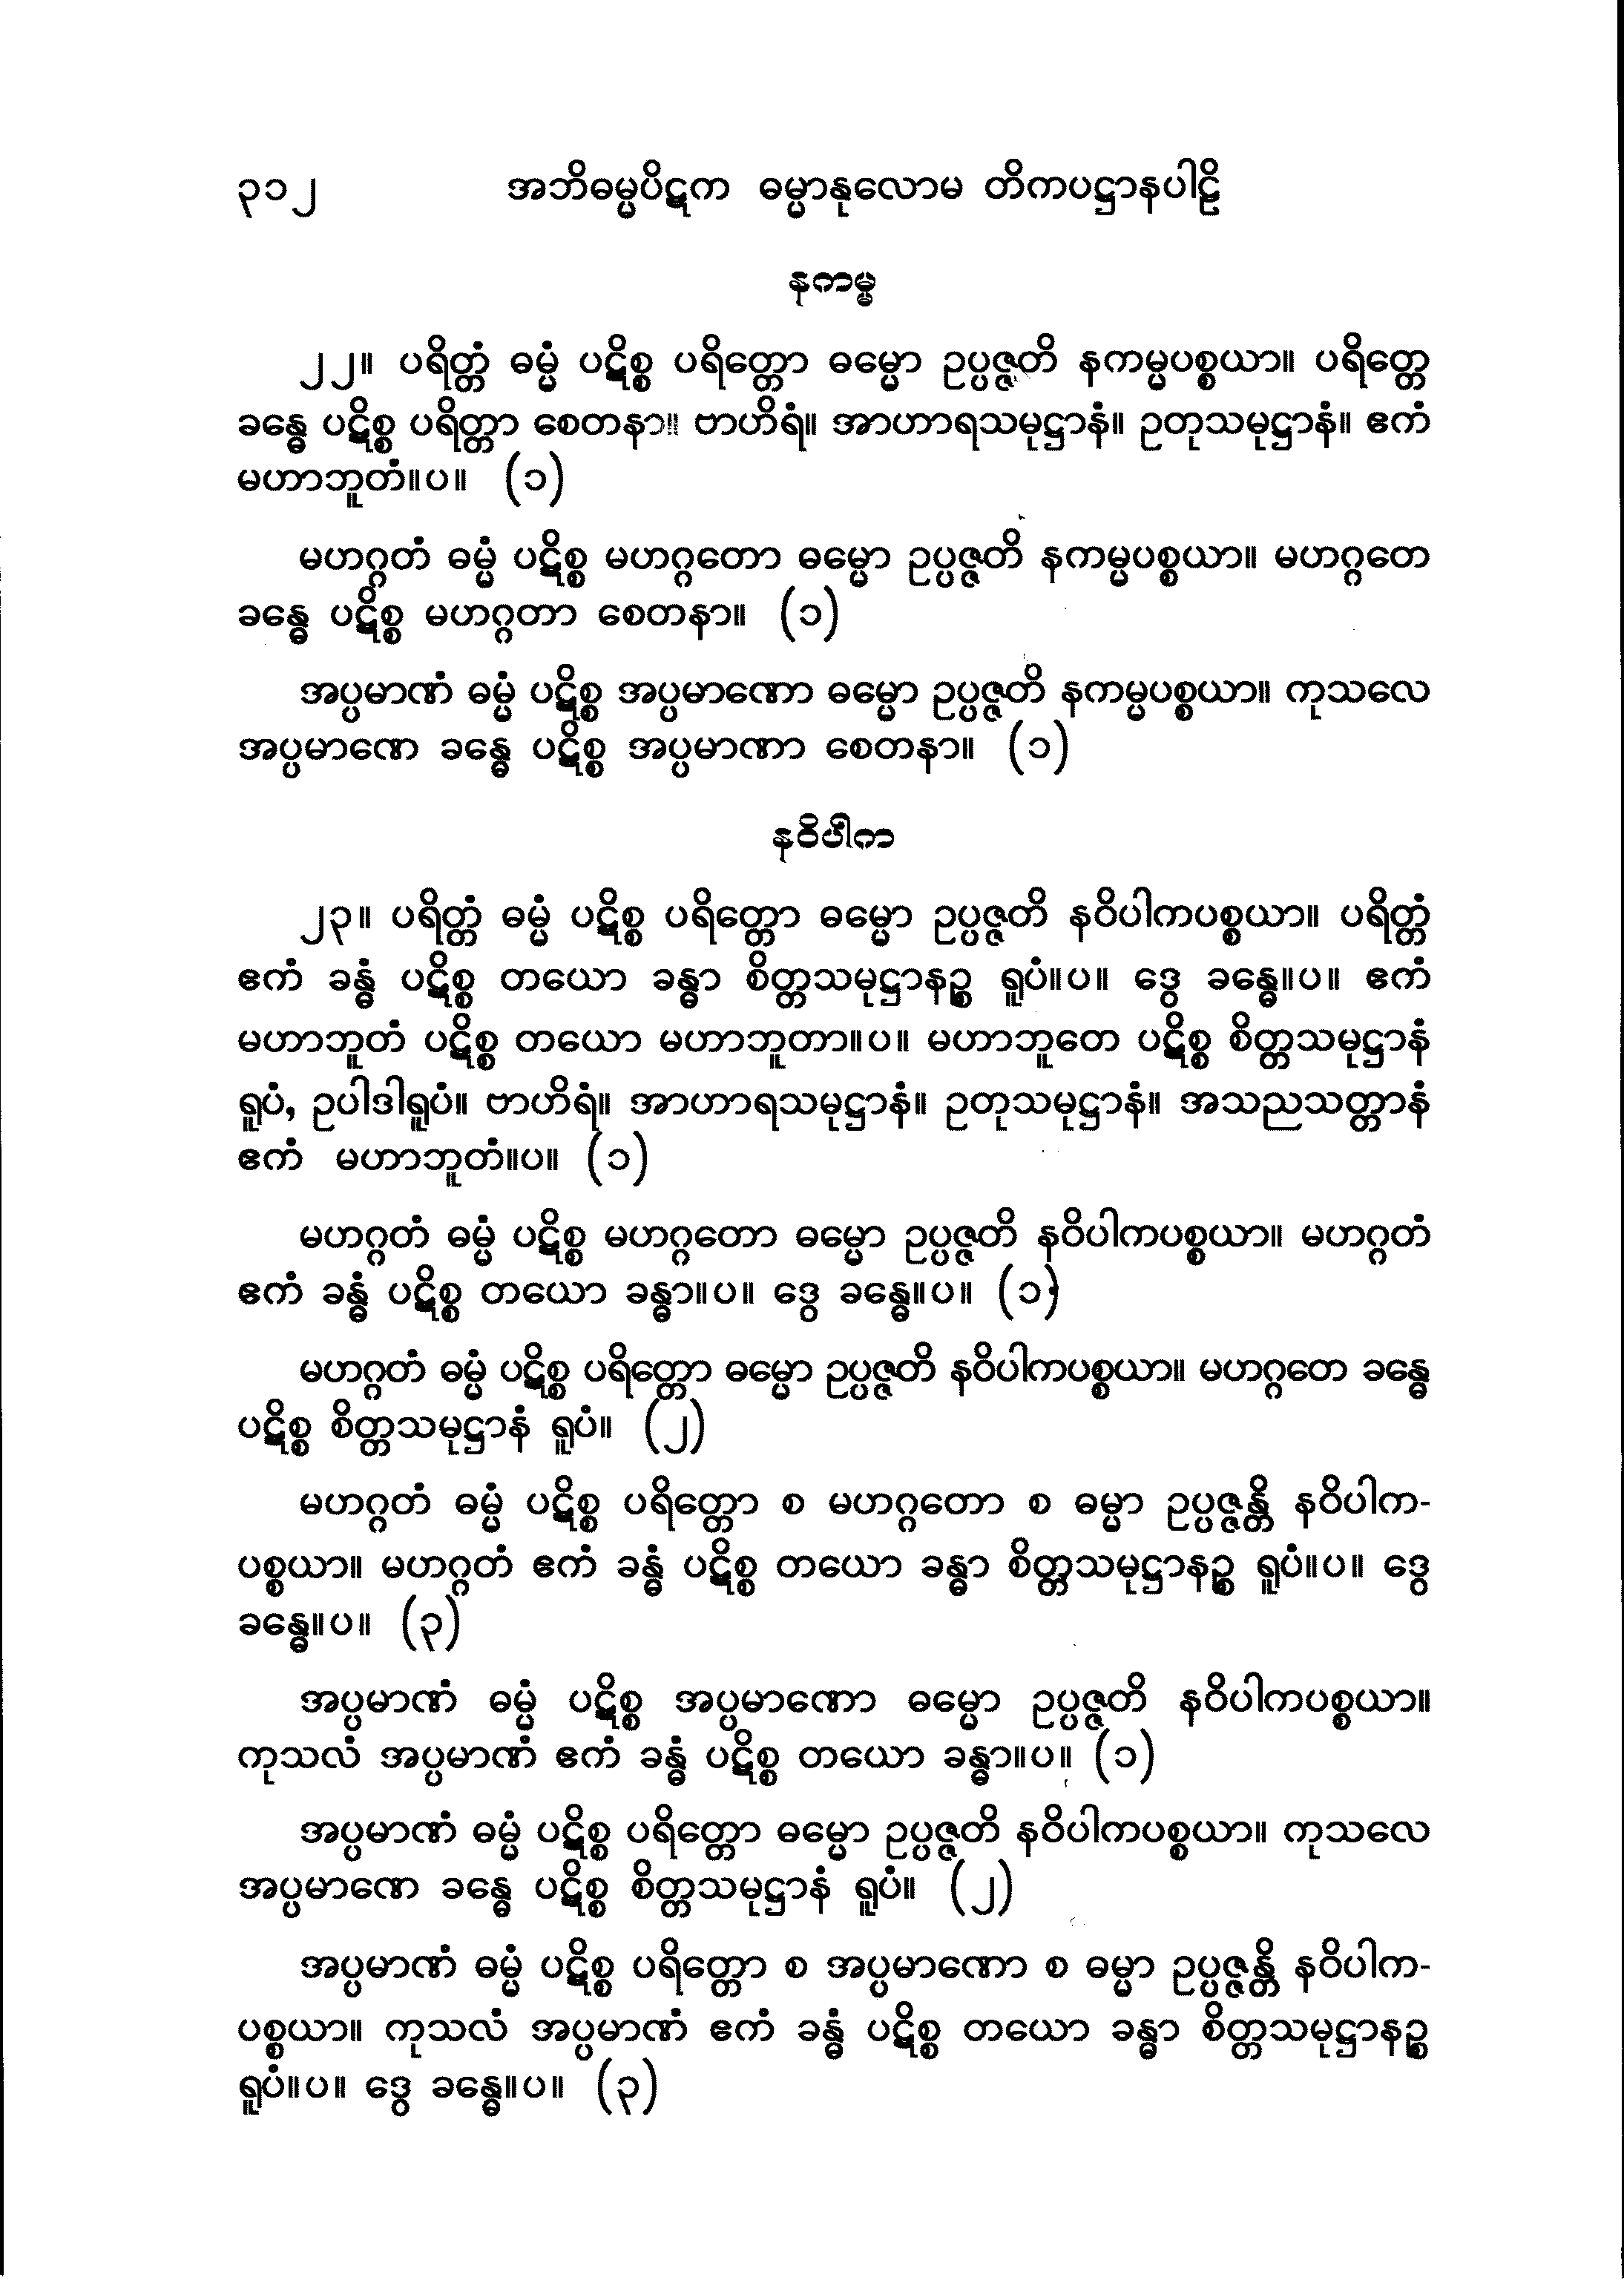 ၃၁၂ အဘိဓမ္မပိဋက ဓမ္မာနုလောမ တိကပဋ္ဌာနပါဠိ
နကမ္မ
၂၂။ ပရိတ္တံ ဓမ္မံ ပဋိစ္စ ပရိတ္တော ဓမ္မော ဥပ္ပဇ္ဇတိ နကမ္မပစ္စယာ။ ပရိတ္တေ
ခန္ဓေ ပဋိစ္စ ပရိတ္တာ စေတနာ။ ဗာဟိရံ။ အာဟာရသမုဋ္ဌာနံ။ ဥတုသမုဋ္ဌာနံ။ ဧကံ
မဟာဘူတံ။ပ။ (၁)
မဟဂ္ဂတံ ဓမ္မံ ပဋိစ္စ မဟဂ္ဂတော ဓမ္မော ဥပ္ပဇ္ဇတိ နကမ္မပစ္စယာ။ မဟဂ္ဂတေ
ခန္ဓေ ပဋိစ္စ မဟဂ္ဂတာ စေတနာ။ (၁)
အပ္ပမာဏံ ဓမ္မံ ပဋိစ္စ အပ္ပမာဏော ဓမ္မော ဥပ္ပဇ္ဇတိ နကမ္မပစ္စယာ။ ကုသလေ
အပ္ပမာဏေ ခန္ဓေ ပဋိစ္စ အပ္ပမာဏာ စေတနာ။ (၁)
နဝိပါက
၂၃။ ပရိတ္တံ ဓမ္မံ ပဋိစ္စ ပရိတ္တော ဓမ္မော ဥပ္ပဇ္ဇတိ နဝိပါကပစ္စယာ။ ပရိတ္တံ
ဧကံ ခန္ဓံ ပဋိစ္စ တယော ခန္ဓာ စိတ္တသမုဋ္ဌာနဉ္စ ရူပံ။ပ။ ဒွေ ခန္ဓေ။ပ။ ဧကံ
မဟာဘူတံ ပဋိစ္စ တယော မဟာဘူတာ။ပ။ မဟာဘူတေ ပဋိစ္စ စိတ္တသမုဋ္ဌာနံ
ရူပံ, ဥပါဒါရူပံ။ ဗာဟိရံ။ အာဟာရသမုဋ္ဌာနံ။ ဥတုသမုဋ္ဌာနံ။ အသညသတ္တာနံ
ဧကံ မဟာဘူတံ။ပ။ (၁)
မဟဂ္ဂတံ ဓမ္မံ ပဋိစ္စ မဟဂ္ဂတော ဓမ္မော ဥပ္ပဇ္ဇတိ နဝိပါကပစ္စယာ။ မဟဂ္ဂတံ
ဧကံ ခန္ဓံ ပဋိစ္စ တယော ခန္ဓာ။ပ။ ဒွေ ခန္ဓေ။ပ။ (၁)
မဟဂ္ဂတံ ဓမ္မံ ပဋိစ္စ ပရိတ္တော ဓမ္မော ဥပ္ပဇ္ဇတိ နဝိပါကပစ္စယာ။ မဟဂ္ဂတေ ခန္ဓေ
ပဋိစ္စ စိတ္တသမုဋ္ဌာနံ ရူပံ။ (၂)
မဟဂ္ဂတံ ဓမ္မံ ပဋိစ္စ ပရိတ္တော စ မဟဂ္ဂတော စ ဓမ္မာ ဥပ္ပဇ္ဇန္တိ နဝိပါက-
ပစ္စယာ။ မဟဂ္ဂတံ ဧကံ ခန္ဓံ ပဋိစ္စ တယော ခန္ဓာ စိတ္တသမုဋ္ဌာနဉ္စ ရူပံ။ပ။ ဒွေ
ခန္ဓေ။ပ။ (၃)
အပ္ပမာဏံ ဓမ္မံ ပဋိစ္စ အပ္ပမာဏော ဓမ္မော ဥပ္ပဇ္ဇတိ နဝိပါကပစ္စယာ။
ကုသလံ အပ္ပမာဏံ ဧကံ ခန္ဓံ ပဋိစ္စ တယော ခန္ဓာ။ပ။ (၁)
အပ္ပမာဏံ ဓမ္မံ ပဋိစ္စ ပရိတ္တော ဓမ္မော ဥပ္ပဇ္ဇတိ နဝိပါကပစ္စယာ။ ကုသလေ
အပ္ပမာဏေ ခန္ဓေ ပဋိစ္စ စိတ္တသမုဋ္ဌာနံ ရူပံ။ (၂)
အပ္ပမာဏံ ဓမ္မံ ပဋိစ္စ ပရိတ္တော စ အပ္ပမာဏော စ ဓမ္မာ ဥပ္ပဇ္ဇန္တိ နဝိပါက-
ပစ္စယာ။ ကုသလံ အပ္ပမာဏံ ဧကံ ခန္ဓံ ပဋိစ္စ တယော ခန္ဓာ စိတ္တသမုဋ္ဌာနဉ္စ
ရူပံ။ပ။ ဒွေ ခန္ဓေ။ပ။ (၃)